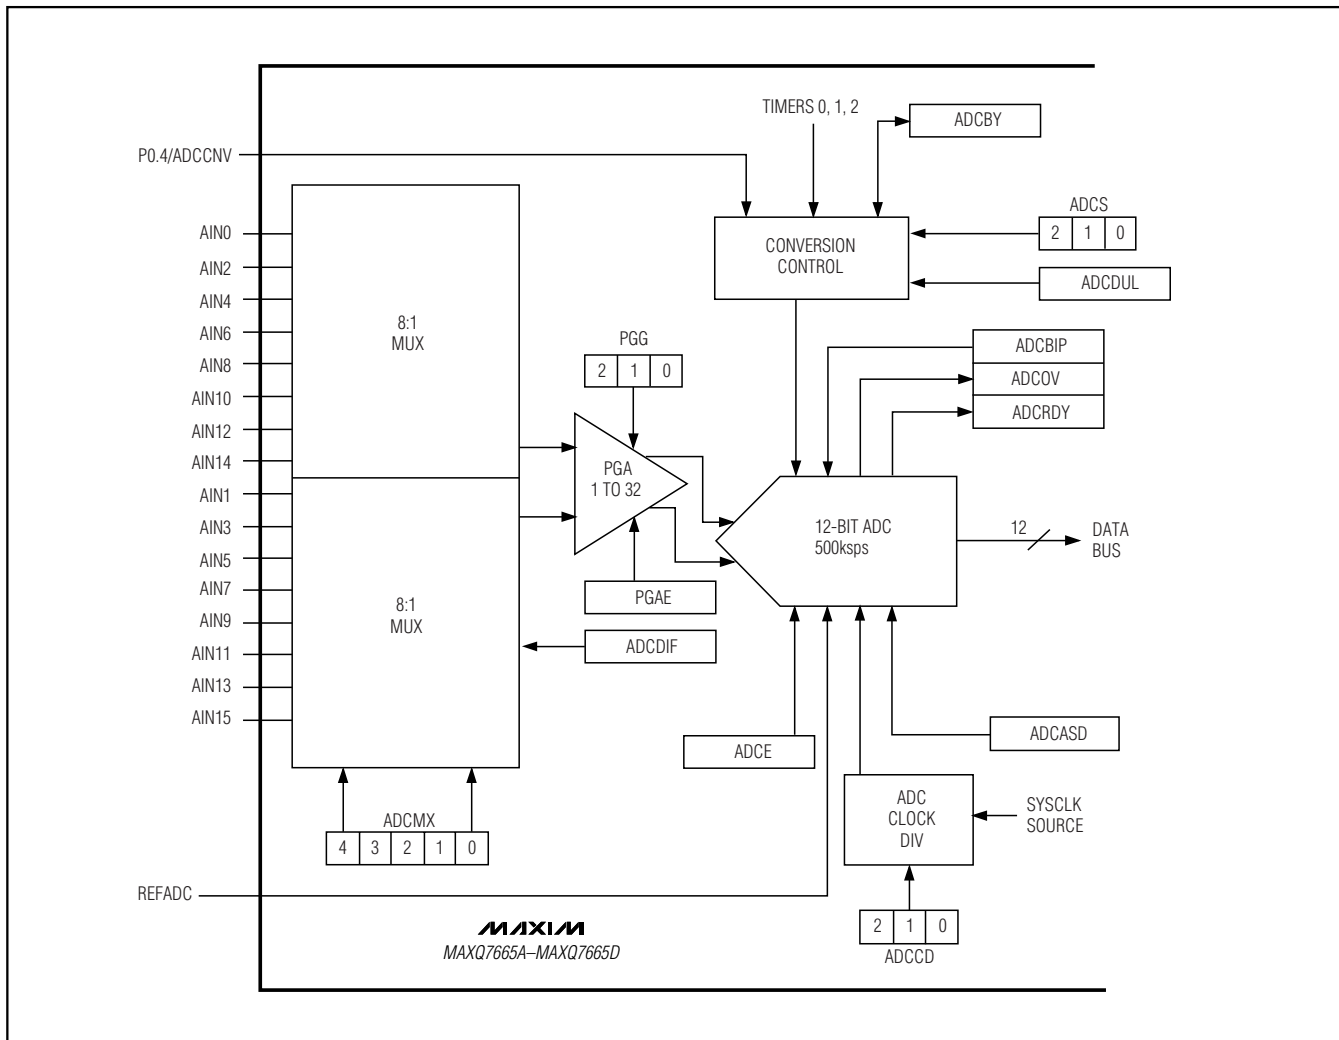 TIMERS 0, 1, 2
ADCBY
P0.4/ADCCNV
ADCS
2 1 0
CONVERSION
CONTROL
ADCDUL
AIN0
AIN2
AIN4
AIN6
AIN8
AIN10
AIN12
AIN14
AIN1
AIN3
AIN5
AIN7
AIN9
AIN11
AIN13
AIN15
8:1
MUX
8:1
MUX
PGG
2 1 0
PGA
1 TO 32
PGAE
ADCDIF
ADCBIP
ADCOV
ADCRDY
12-BIT ADC
500ksps
12
DATA
BUS
ADCE
ADCASD
ADC
CLOCK
DIV
SYSCLK
SOURCE
ADCMX
4 3 2 1 0
REFADC
2 1 0
ADCCD
MAXIM
MAXQ7665A–MAXQ7665D